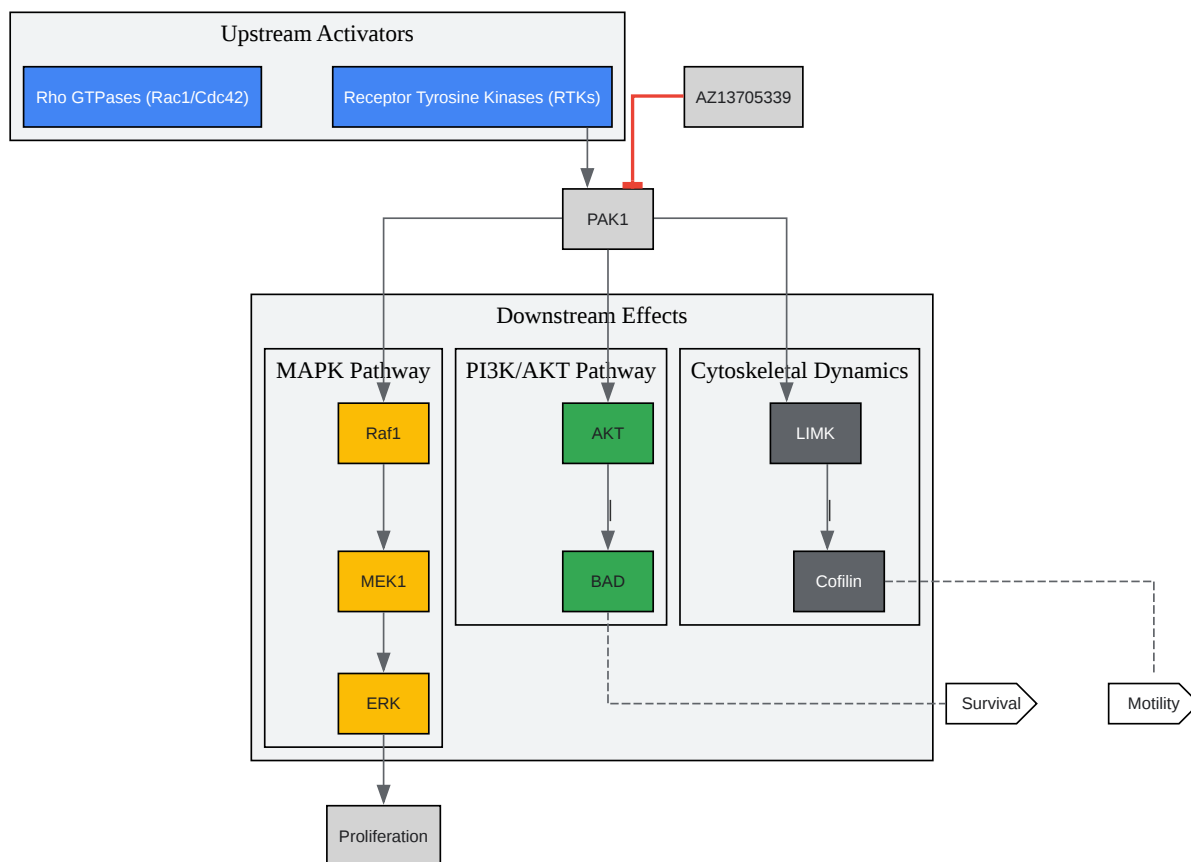 Upstream Activators
Rho GTPases (Rac1/Cdc42)
Receptor Tyrosine Kinases (RTKs)
AZ13705339
PAK1
Downstream Effects
MAPK Pathway
PI3K/AKT Pathway
Cytoskeletal Dynamics
Raf1
AKT
LIMK
|
|
MEK1
BAD
Cofilin
ERK
Survival
Motility
Proliferation